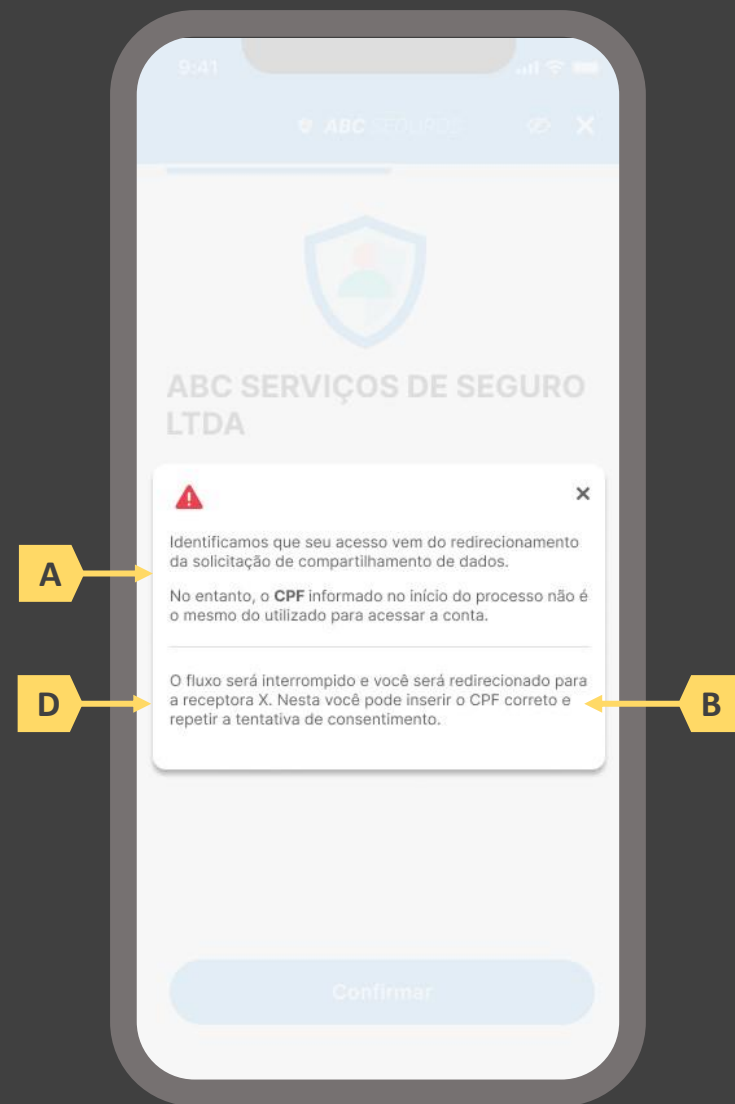 9:41
ABC SEGUROS
ABC SERVIÇOS DE SEGURO
LTDA
Identificamos que seu acesso vem do redirecionamento
da solicitação de compartilhamento de dados.
A
No entanto, o CPF informado no início do processo não é
o mesmo do utilizado para acessar a conta.
O fluxo será interrompido e você será redirecionado para
a receptora X. Nesta você pode inserir o CPF correto e
repetir a tentativa de consentimento.
D
B
Confirmar